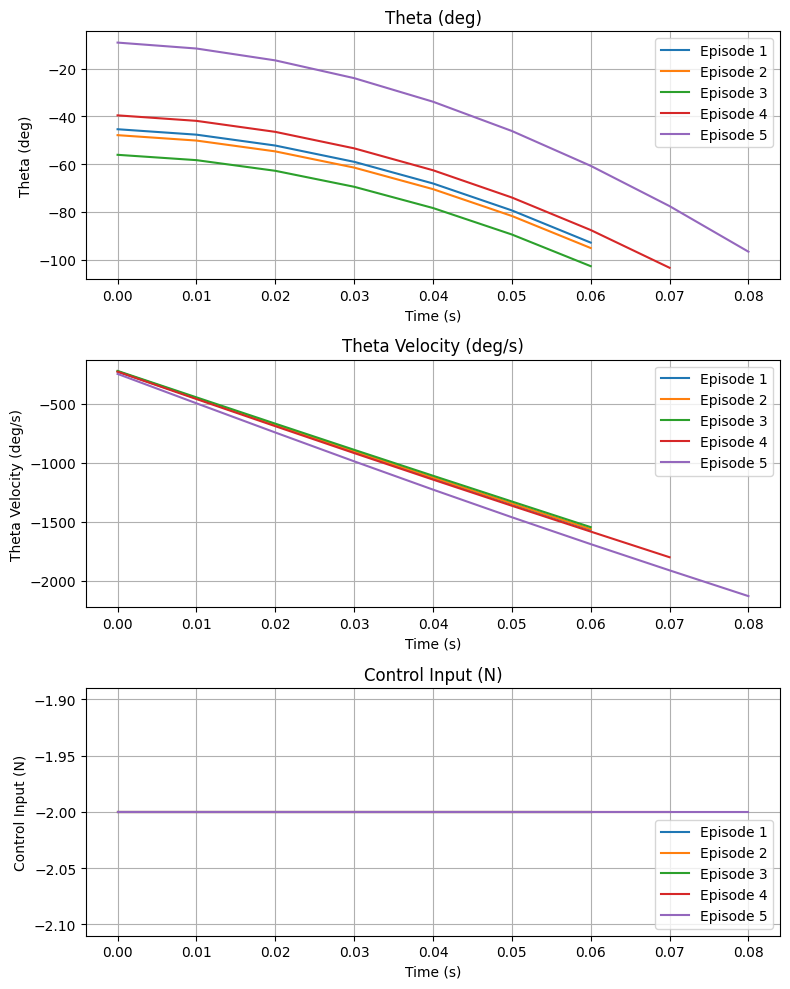 Theta (deg)
Theta (deg)
−20
−40
−60
−80
−100
Episode 1
Episode 2
Episode 3
Episode 4
Episode 5
0.00 0.01 0.02 0.03 0.04 0.05 0.06 0.07 0.08
Time (s)
Theta Velocity (deg/s)
Theta Velocity (deg/s)
−500
−1000
−1500
−2000
Episode 1
Episode 2
Episode 3
Episode 4
Episode 5
0.00 0.01 0.02 0.03 0.04 0.05 0.06 0.07 0.08
Time (s)
Control Input (N)
Control Input (N)
−1.90
−1.95
−2.00
−2.05
−2.10
Episode 1
Episode 2
Episode 3
Episode 4
Episode 5
0.00 0.01 0.02 0.03 0.04 0.05 0.06 0.07 0.08
Time (s)